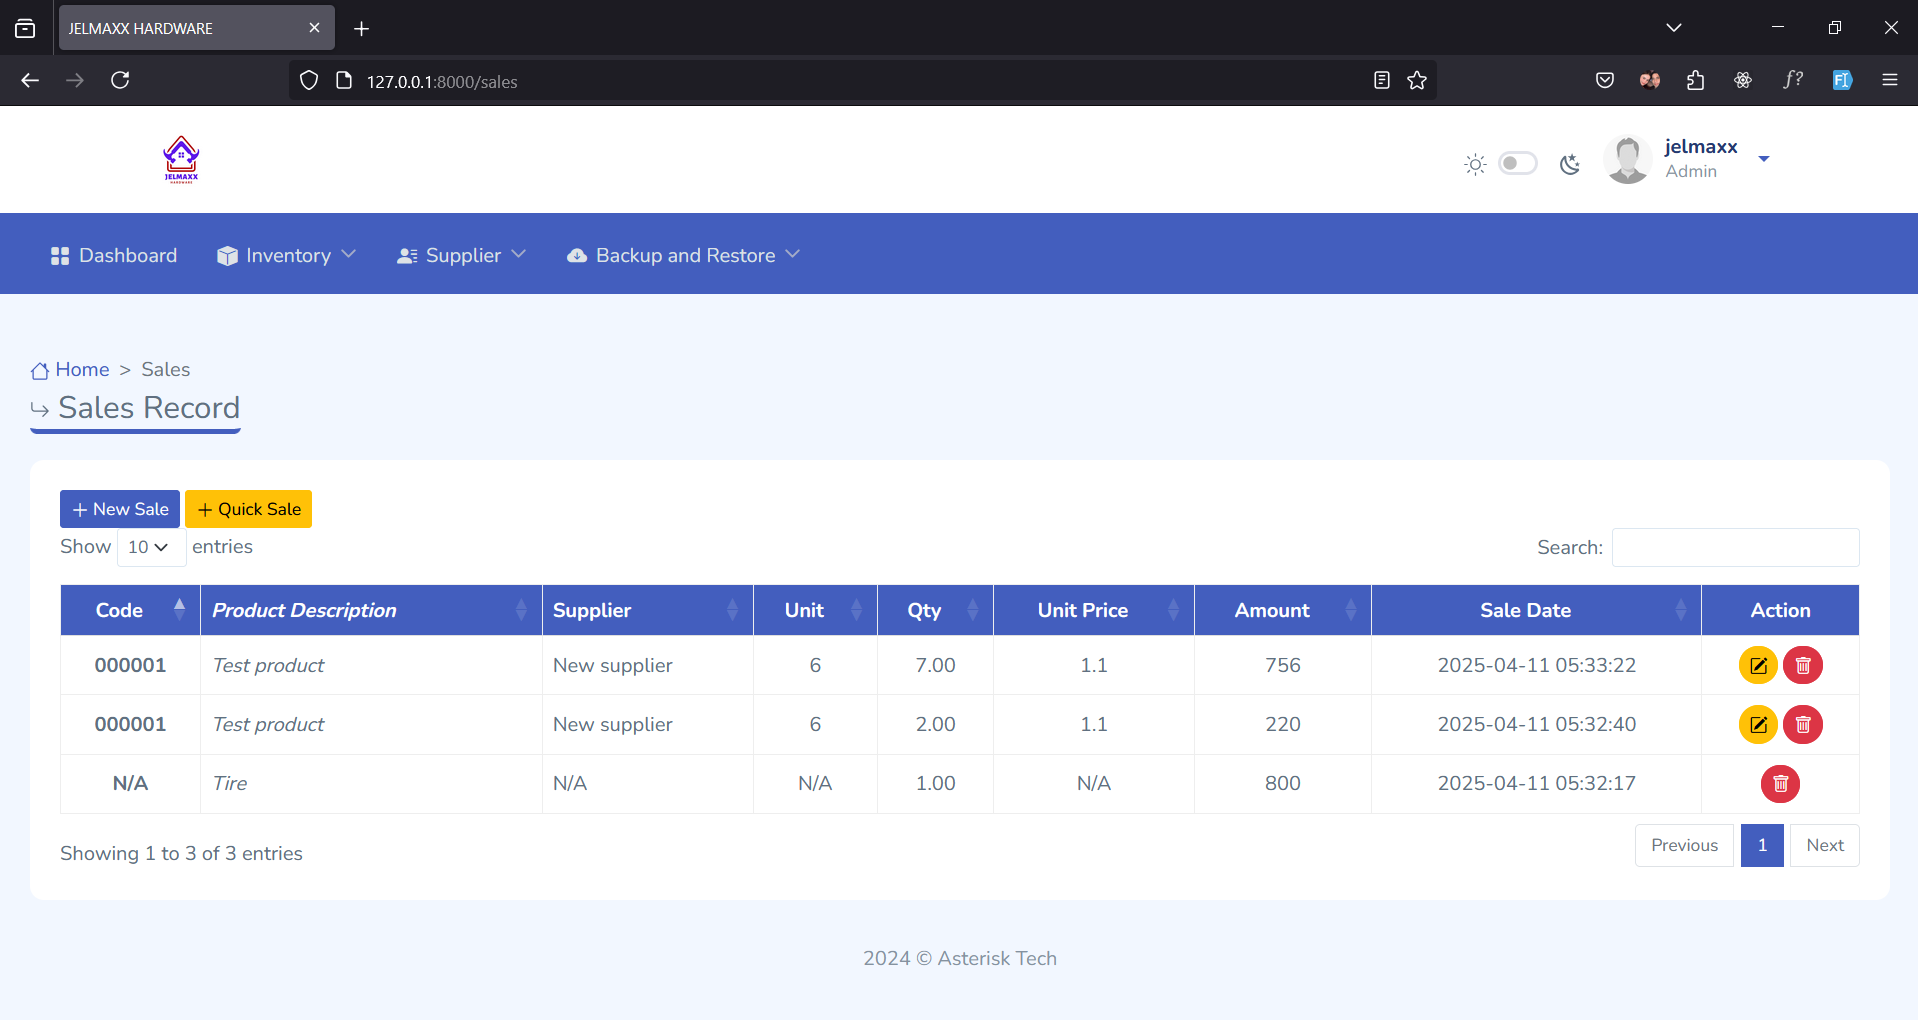 JELMAXX HARDWARE
127.0.0.1:8000/sales
JELMAXX
HARDWARE
jelmaxx
Admin
Dashboard Inventory Supplier Backup and Restore
Home > Sales
Sales Record
New Sale Quick Sale
Show 10 entries Search:
Code Product Description Supplier Unit Qty Unit Price Amount Sale Date Action
000001 Test product New supplier 6 7.00 1.1 756 2025-04-11 05:33:22
000001 Test product New supplier 6 2.00 1.1 220 2025-04-11 05:32:40
N/A Tire N/A N/A 1.00 N/A 800 2025-04-11 05:32:17
Showing 1 to 3 of 3 entries Previous 1 Next
2024 © Asterisk Tech